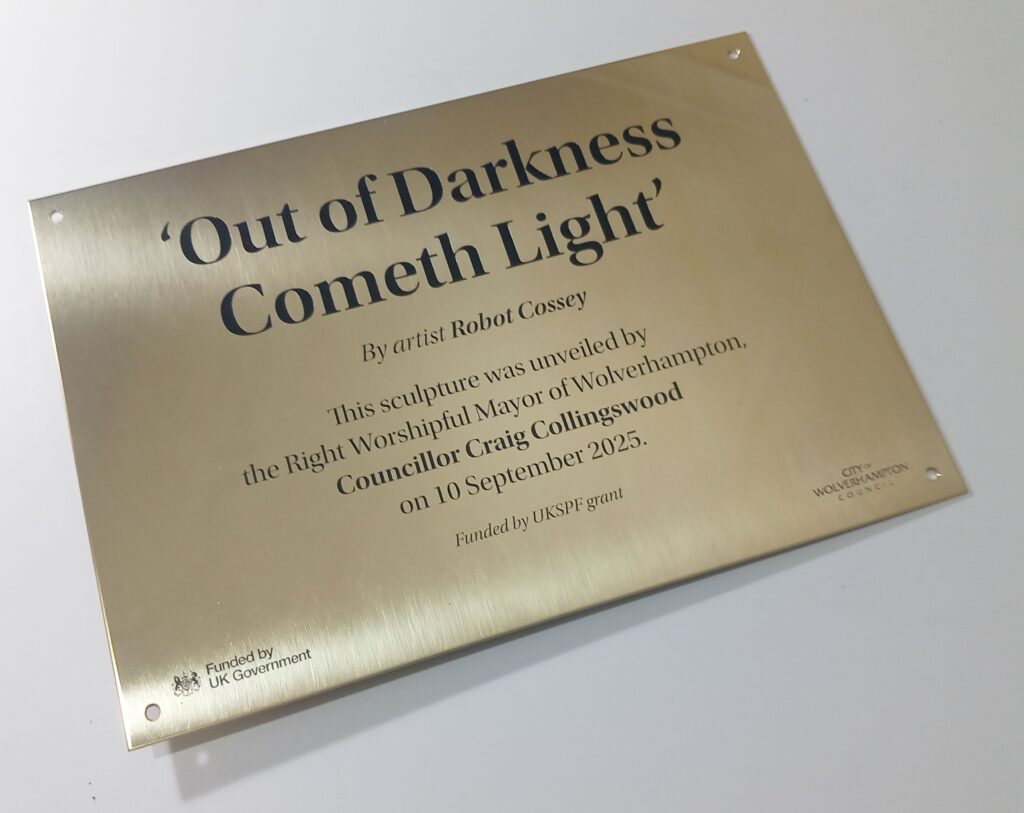 ‘Out of Darkness
Cometh Light’
By artist Robot Cossey
This sculpture was unveiled by
the Right Worshipful Mayor of Wolverhampton,
Councillor Craig Collingswood
on 10 September 2025.
Funded by UKSPF grant
CITY OF
WOLVERHAMPTON
COUNCIL
Funded by
UK Government